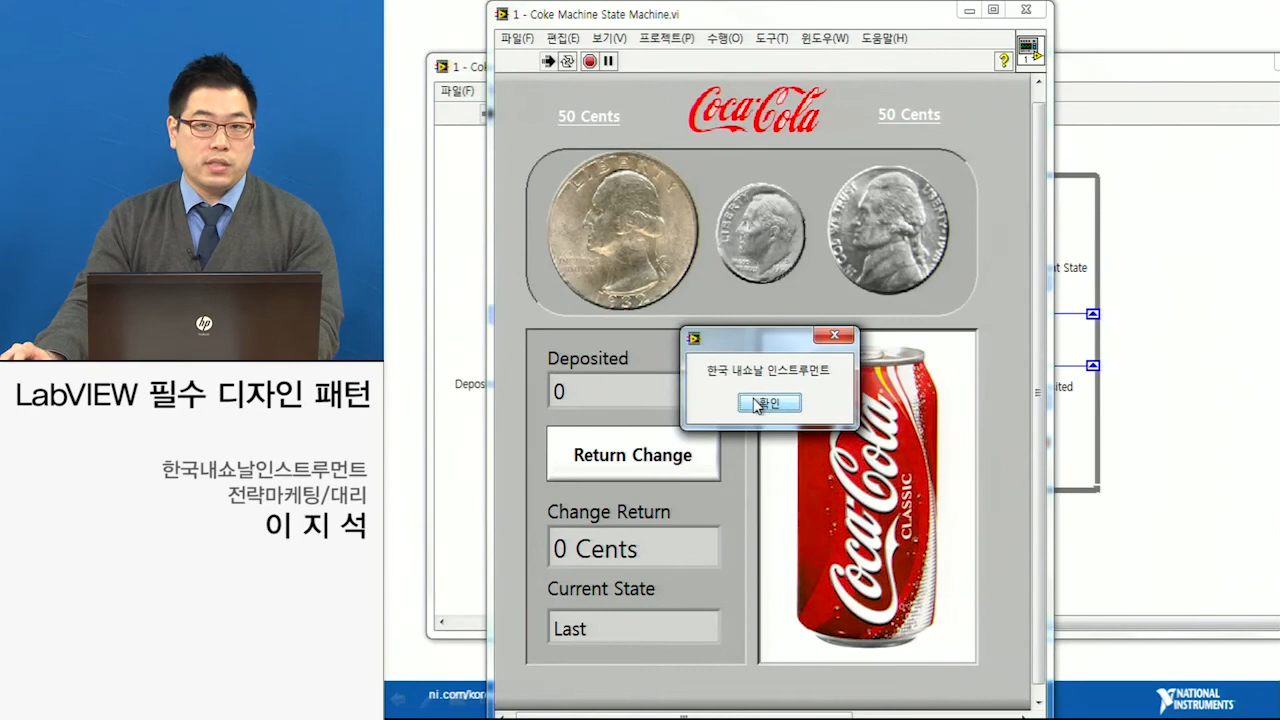 LabVIEW 필수 디자인 패턴
한국내쇼날인스트루먼트
전략마케팅/대리
이 지 석
1 - Coke Machine State Machine.vi
파일(F) 편집(E) 보기(V) 프로젝트(P) 수행(O) 도구(T) 윈도우(W) 도움말(H)
1 - Cok
파일(F)
50 Cents
Coca-Cola
50 Cents
LIBERTY
LIBERTY
Deposited
0
한국 내쇼날 인스트루먼트
확인
Return Change
Change Return
0 Cents
Current State
Last
Coca-Cola
CLASSIC
t State
Depos
ited
ni.com/kor
NATIONAL
INSTRUMENTS
hp